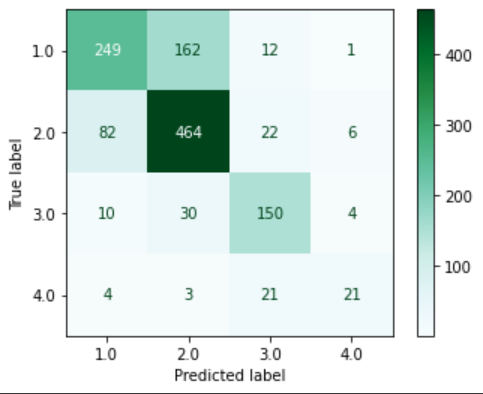 1.0 249 162 12 1
2.0 82 464 22 6
3.0 10 30 150 4
4.0 4 3 21 21
1.0 2.0 3.0 4.0
Predicted label
True label
400
300
200
100